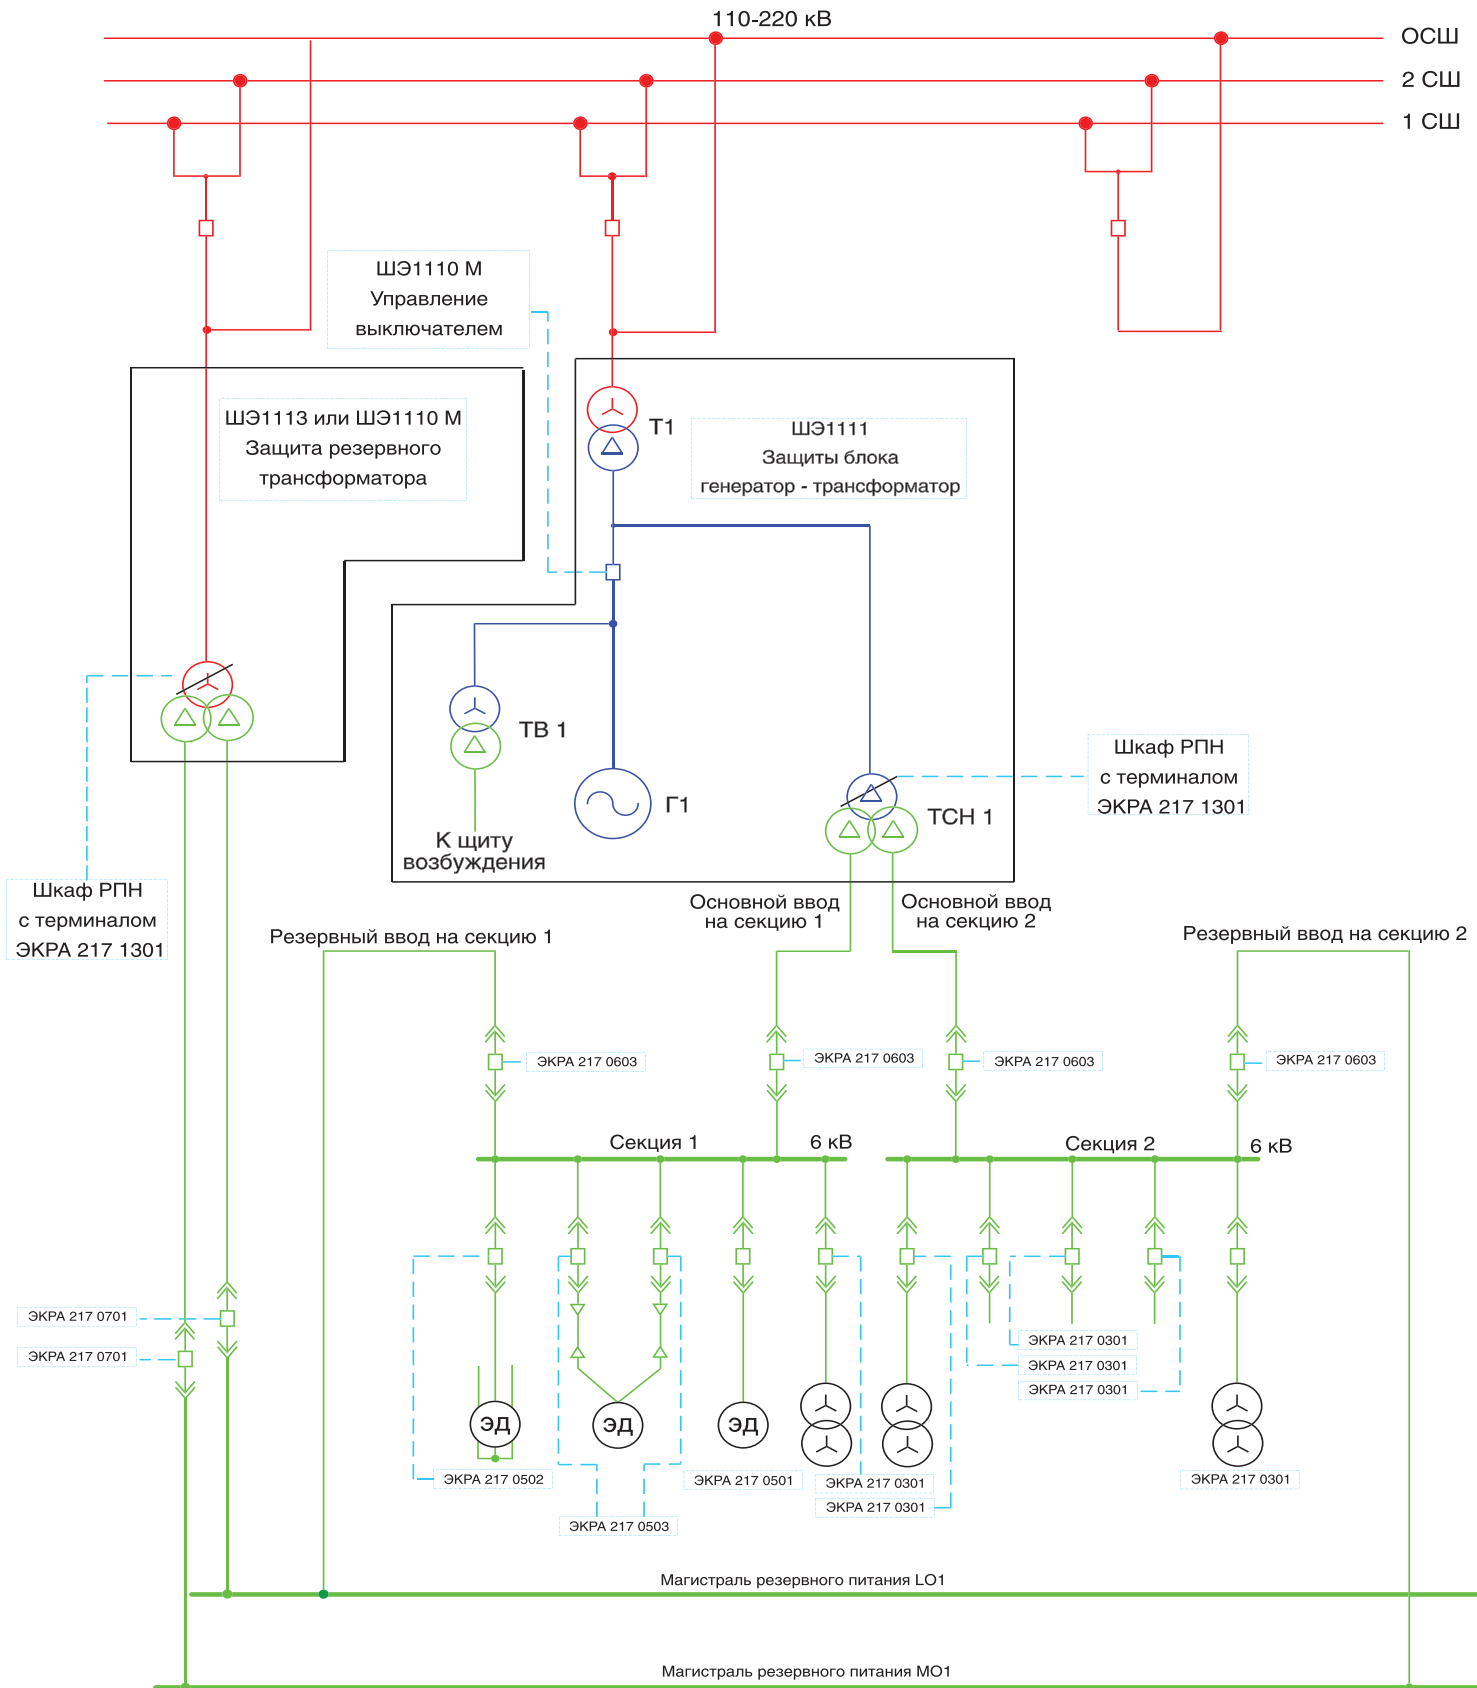 110-220 кВ
ОСШ
2 СШ
1 СШ
ШЭ1110 М
Управление
выключателем
ШЭ1113 или ШЭ1110 М
Защита резервного
трансформатора
Т1
ШЭ1111
Защиты блока
генератор - трансформатор
ТВ 1
Г1
К щиту
возбуждения
ТСН 1
Шкаф РПН
с терминалом
ЭКРА 217 1301
Шкаф РПН
с терминалом
ЭКРА 217 1301
Основной ввод
на секцию 1
Основной ввод
на секцию 2
Резервный ввод на секцию 1
Резервный ввод на секцию 2
ЭКРА 217 0603
ЭКРА 217 0603
ЭКРА 217 0603
ЭКРА 217 0603
Секция 1
6 кВ
Секция 2
6 кВ
ЭКРА 217 0701
ЭКРА 217 0701
ЭКРА 217 0301
ЭКРА 217 0301
ЭКРА 217 0301
ЭД
ЭД
ЭД
ЭКРА 217 0502
ЭКРА 217 0501
ЭКРА 217 0301
ЭКРА 217 0301
ЭКРА 217 0301
ЭКРА 217 0503
Магистраль резервного питания LO1
Магистраль резервного питания МО1